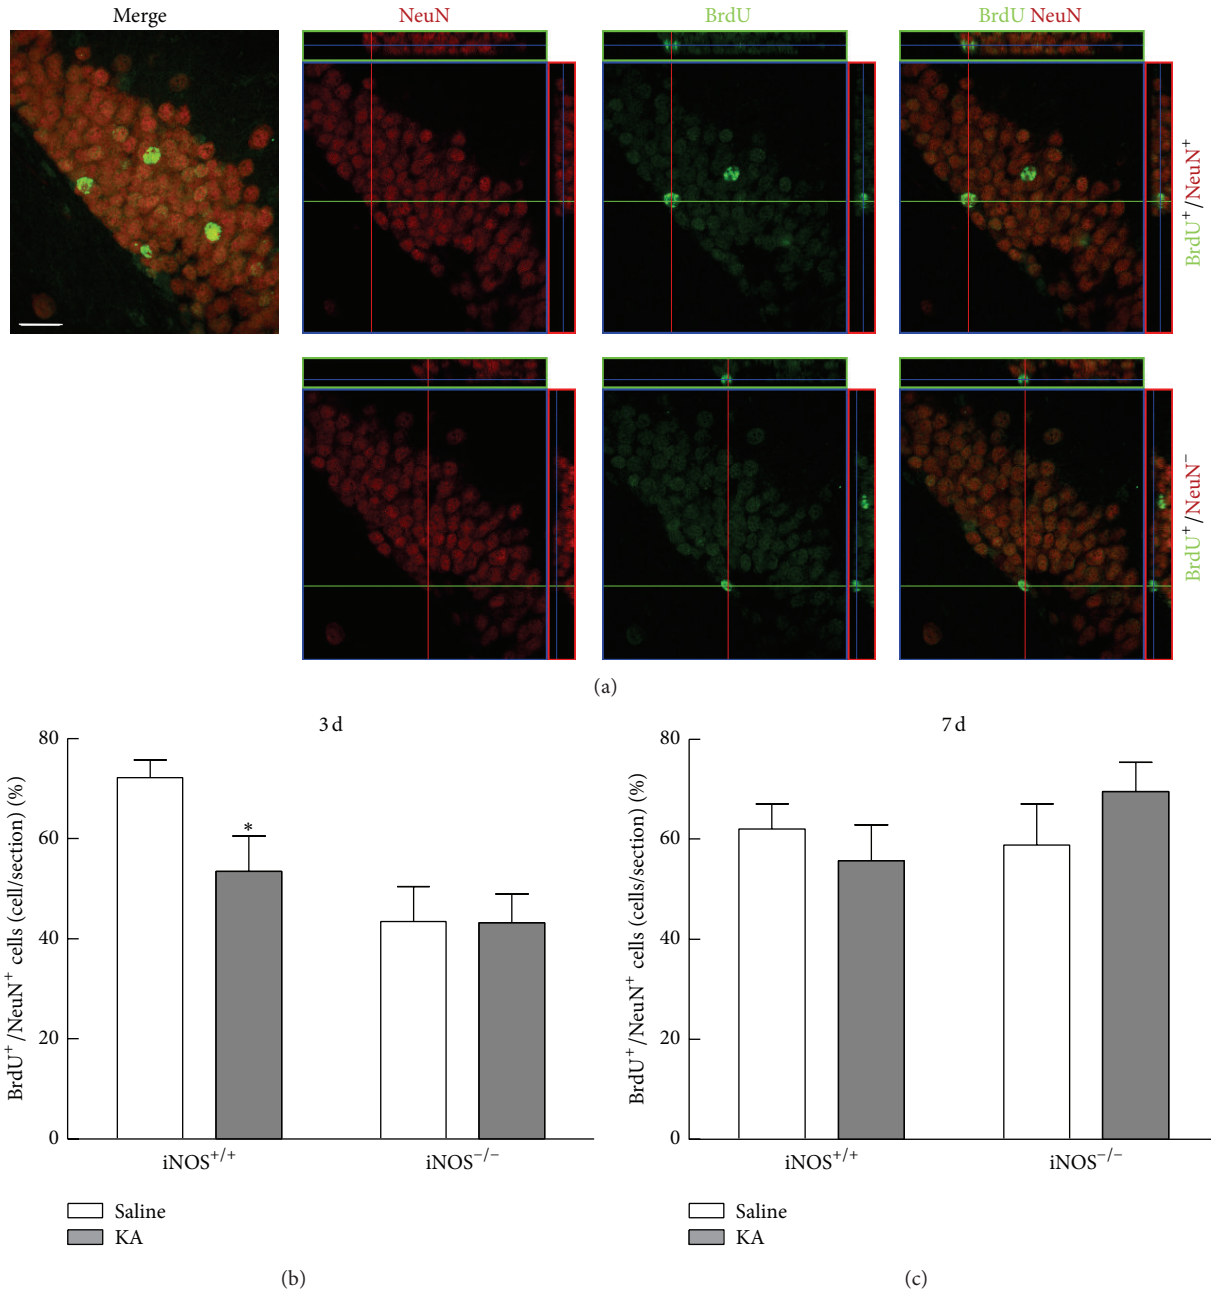 Merge
NeuN
BrdU
BrdU NeuN
BrdU⁺/NeuN⁺
BrdU⁺/NeuN⁻
(a)
3 d
BrdU⁺/NeuN⁺ cells (cell/section) (%)
80
60
40
20
0
*
iNOS⁺/⁺
iNOS⁻/⁻
Saline
KA
(b)
7 d
BrdU⁺/NeuN⁺ cells (cells/section) (%)
80
60
40
20
0
iNOS⁺/⁺
iNOS⁻/⁻
Saline
KA
(c)